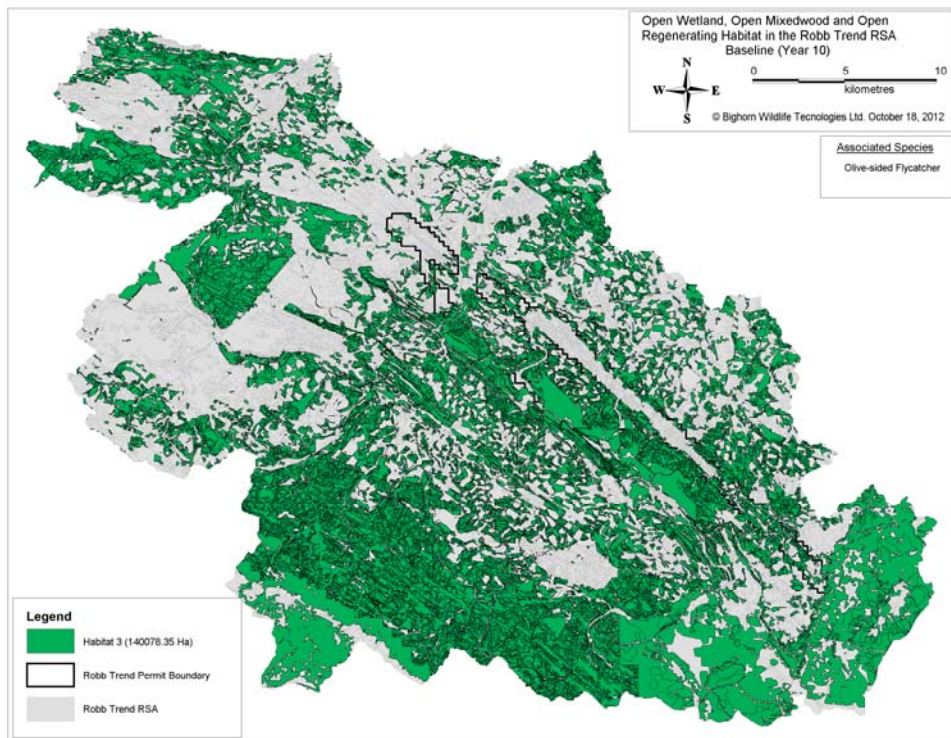 Open Wetland, Open Mixedwood and Open
Regenerating Habitat in the Robb Trend RSA
Baseline (Year 10)
N
W E
S
0 5 10
kilometres
© Bighorn Wildlife Tecnologies Ltd. October 18, 2012
Associated Species
Olive-sided Flycatcher
Legend
Habitat 3 (140078.35 Ha)
Robb Trend Permit Boundary
Robb Trend RSA